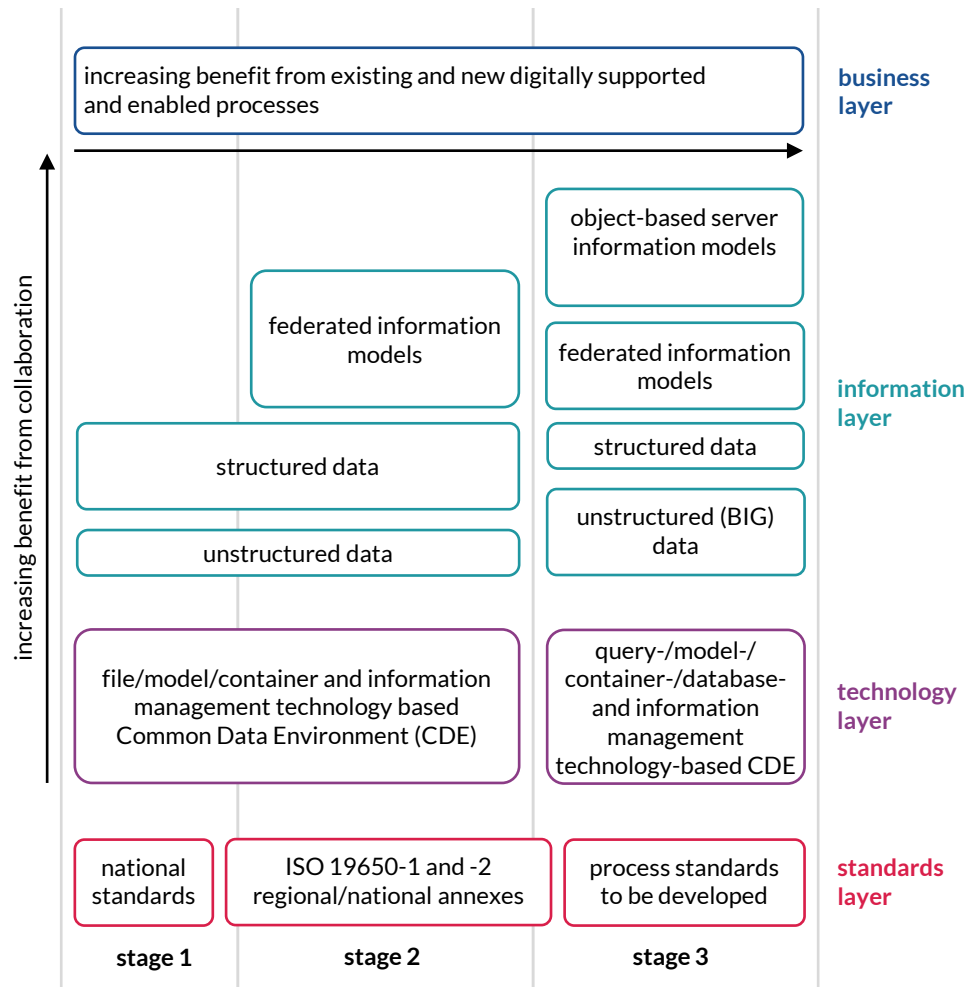 increasing benefit from existing and new digitally supported
and enabled processes
business
layer
increasing benefit from collaboration
object-based server
information models
federated information
models
federated information
models
information
layer
structured data
structured data
unstructured data
unstructured (BIG)
data
file/model/container and information
management technology based
Common Data Environment (CDE)
query-/model-/
container-/database-
and information
management
technology-based CDE
technology
layer
national
standards
ISO 19650-1 and -2
regional/national annexes
process standards
to be developed
standards
layer
stage 1
stage 2
stage 3